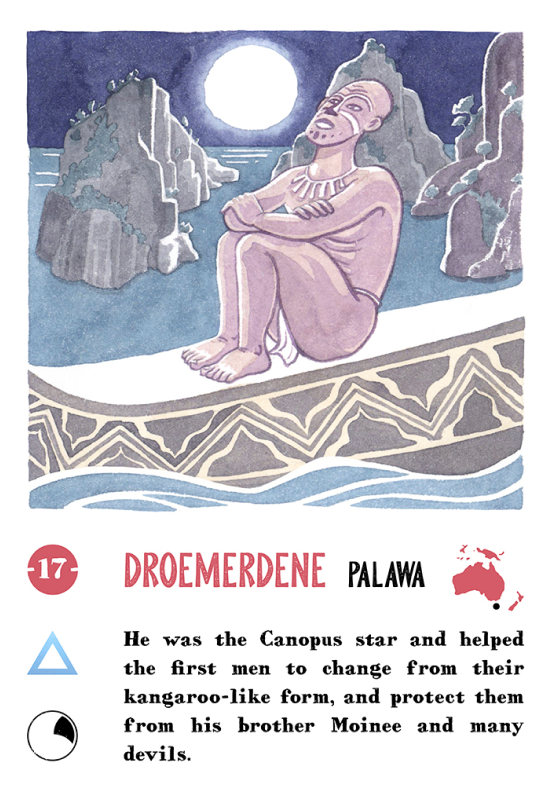 -17-
DROEMERDENE PALAWA
He was the Canopus star and helped
the first men to change from their
kangaroo-like form, and protect them
from his brother Moinee and many
devils.